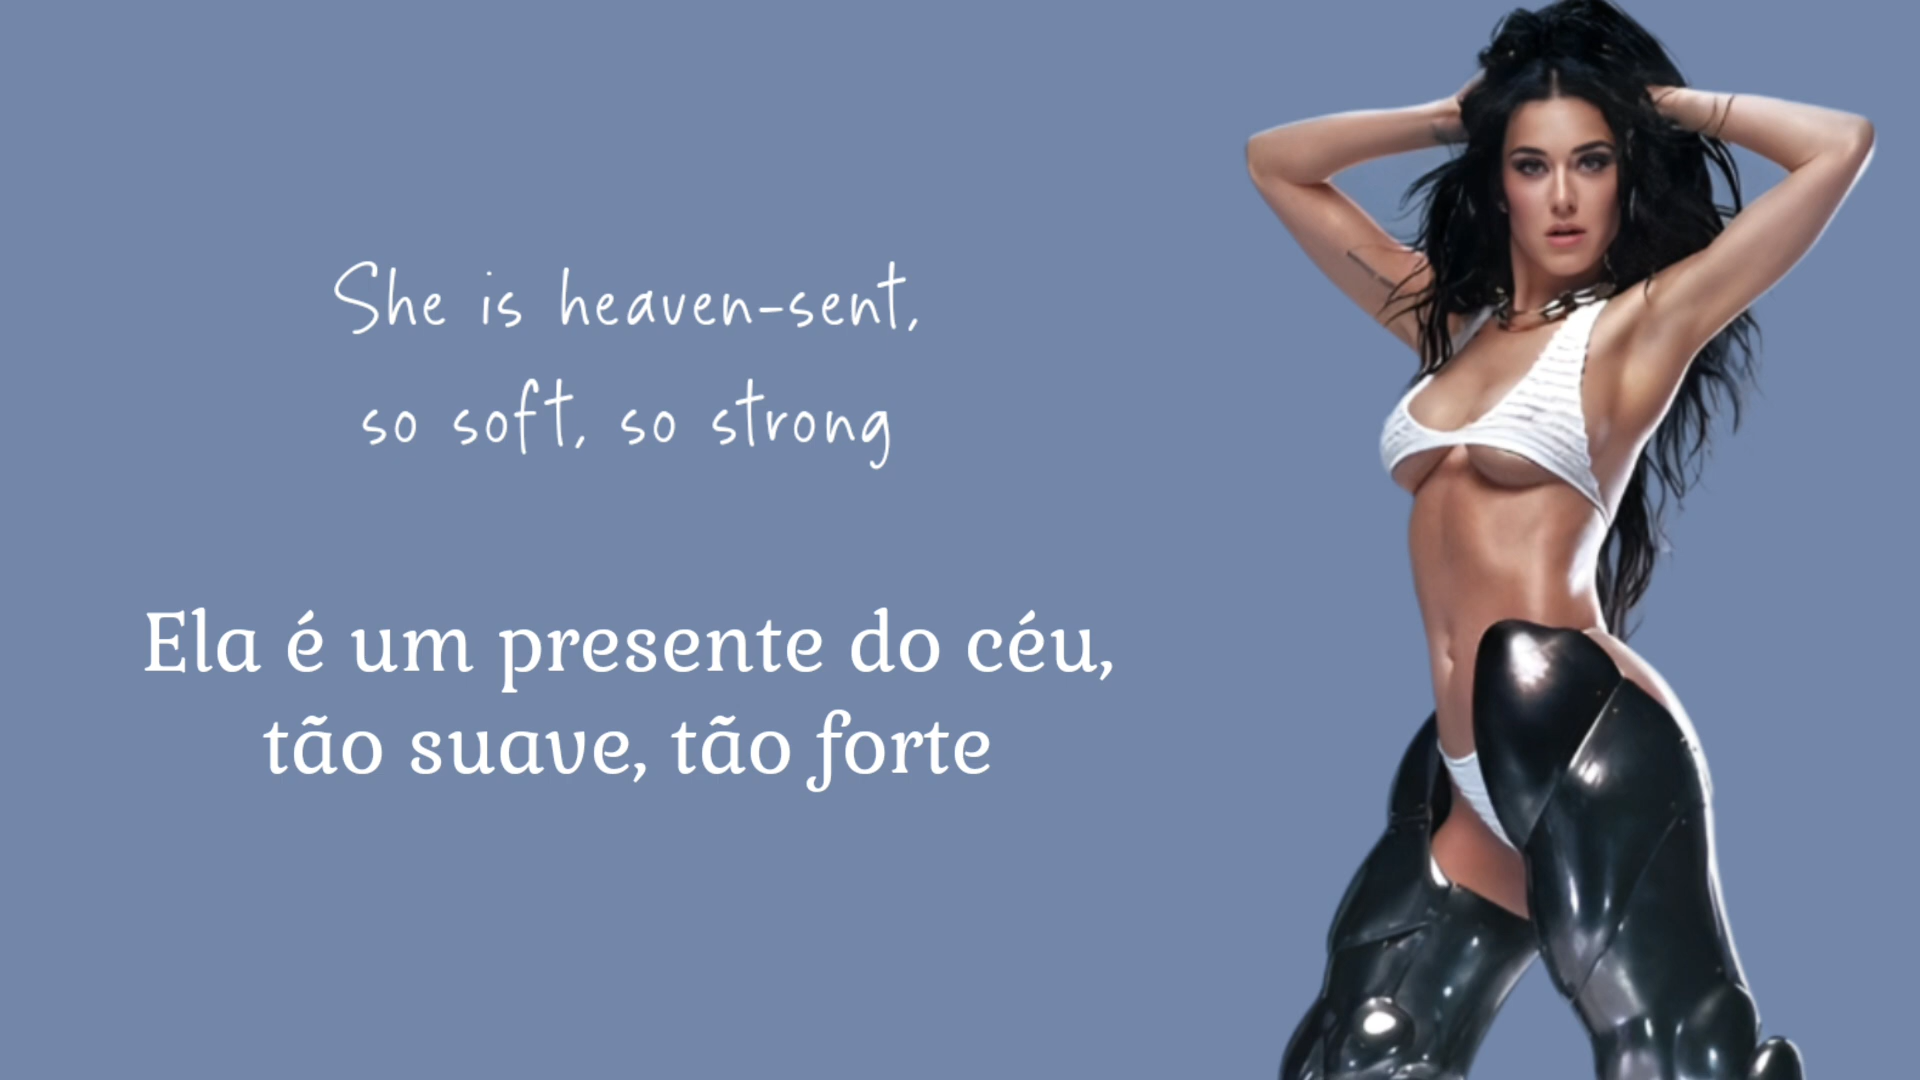 She is heaven-sent,
so soft, so strong
Ela é um presente do céu,
tão suave, tão forte